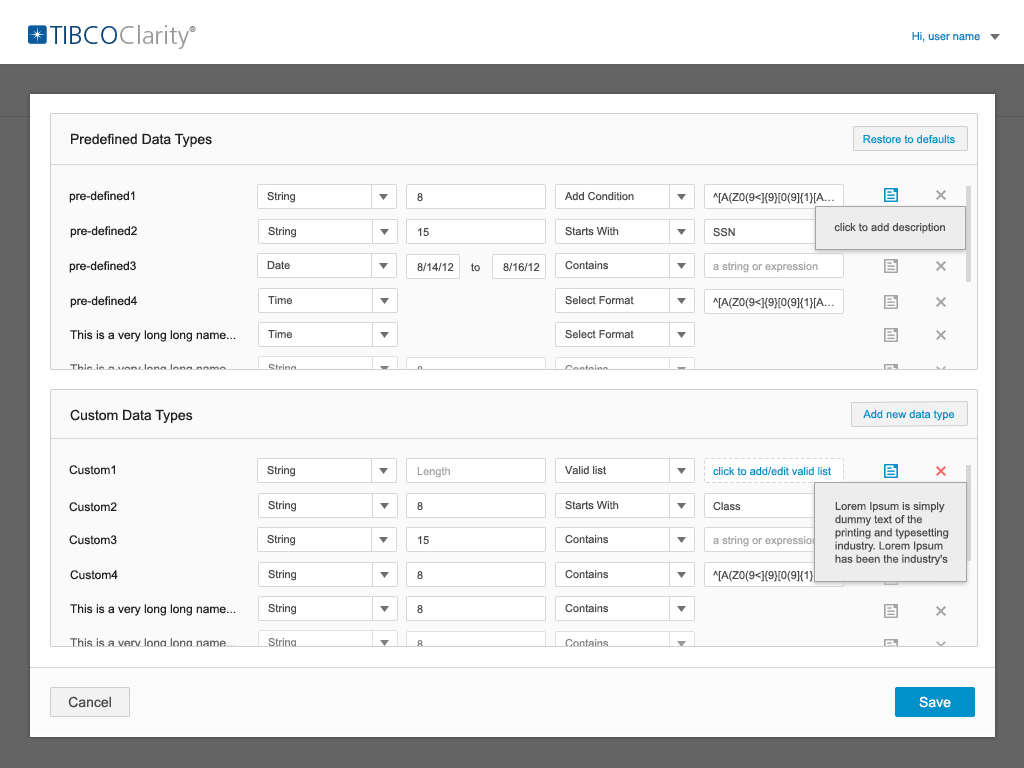 TIBCOClarity®
Hi, user name
Predefined Data Types
Restore to defaults
pre-defined1 String 8 Add Condition ^[A(Z0(9<]{9}[0(9]{1}[A...
click to add description
pre-defined2 String 15 Starts With SSN
pre-defined3 Date 8/14/12 to 8/16/12 Contains a string or expression
pre-defined4 Time Select Format ^[A(Z0(9<]{9}[0(9]{1}[A...
This is a very long long name... Time Select Format
This is a very long long name... String 8 Contains
Custom Data Types
Add new data type
Custom1 String Length Valid list click to add/edit valid list
Custom2 String 8 Starts With Class
Lorem Ipsum is simply
dummy text of the
printing and typesetting
industry. Lorem Ipsum
has been the industry's
Custom3 String 15 Contains a string or expression
Custom4 String 8 Contains ^[A(Z0(9<]{9}[0(9]{1}
This is a very long long name... String 8 Contains
This is a very long long name... String 8 Contains
Cancel
Save